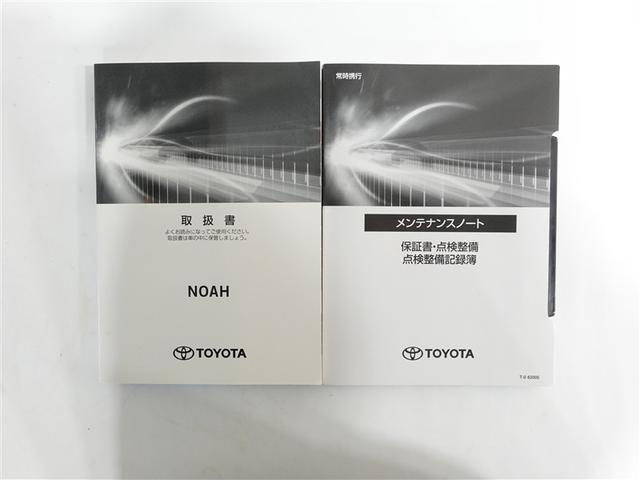 取扱書
よくお読みになってご使用ください。
取扱書は車の中に保管しましょう。
NOAH
TOYOTA
常時携行
メンテナンスノート
保証書・点検整備
点検整備記録簿
TOYOTA